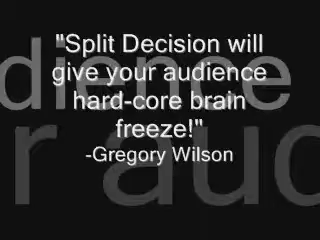 "Split Decision will
give your audience
hard-core brain
freeze!"
-Gregory Wilson